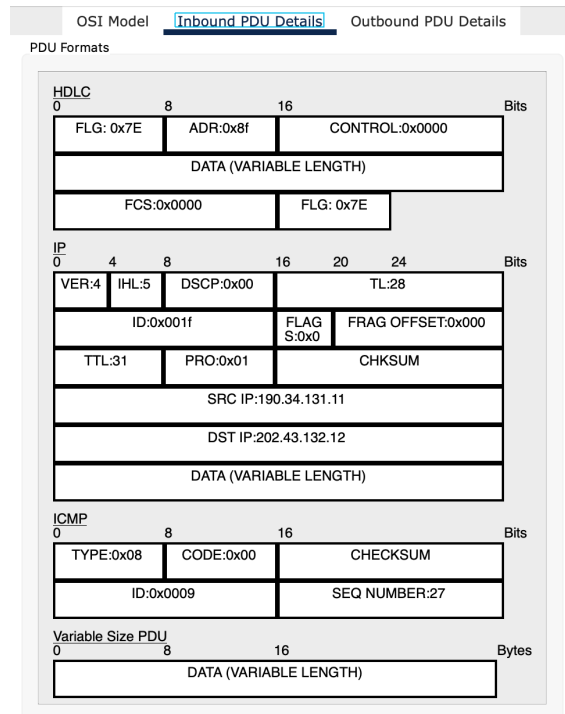 OSI Model Inbound PDU Details Outbound PDU Details
PDU Formats
HDLC
0 8 16 Bits
FLG: 0x7E ADR:0x8f CONTROL:0x0000
DATA (VARIABLE LENGTH)
FCS:0x0000 FLG: 0x7E
IP
0 4 8 16 20 24 Bits
VER:4 IHL:5 DSCP:0x00 TL:28
ID:0x001f FLAG
S:0x0 FRAG OFFSET:0x000
TTL:31 PRO:0x01 CHKSUM
SRC IP:190.34.131.11
DST IP:202.43.132.12
DATA (VARIABLE LENGTH)
ICMP
0 8 16 Bits
TYPE:0x08 CODE:0x00 CHECKSUM
ID:0x0009 SEQ NUMBER:27
Variable Size PDU
0 8 16 Bytes
DATA (VARIABLE LENGTH)